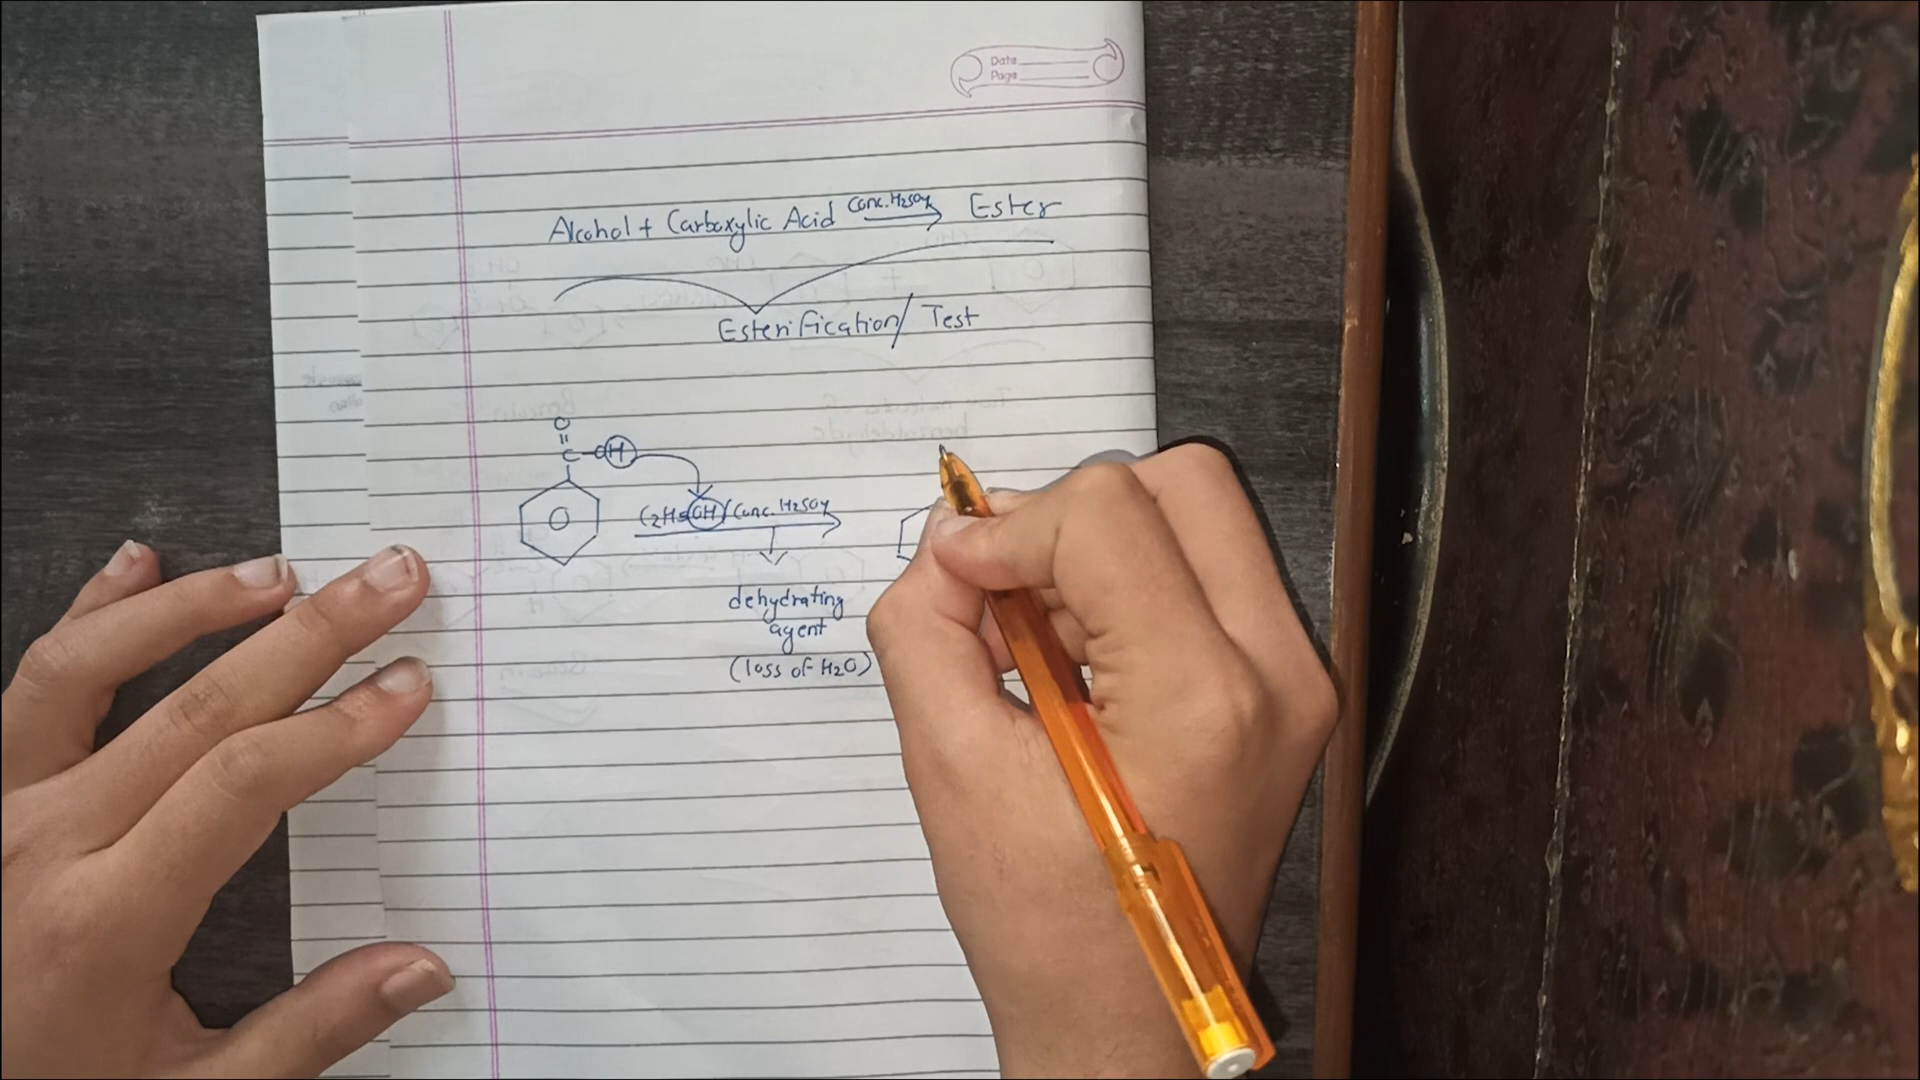 Date
Page
Alcohol + Carboxylic Acid Conc. H2SO4 → Ester
Esterification/ Test
O
C-OH
C2H5OH/Conc. H2SO4
dehydrating
agent
(loss of H2O)